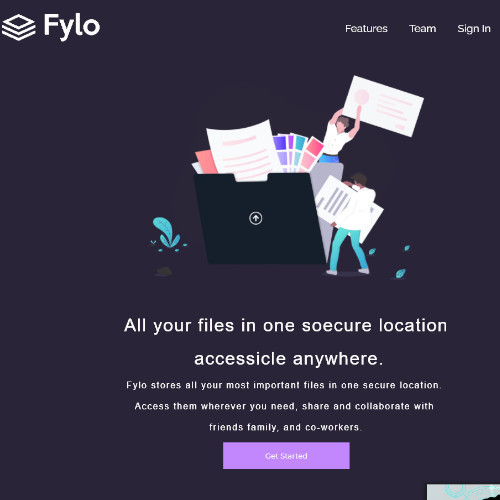 Fylo
Features Team Sign In
All your files in one soecure location
accessicle anywhere.
Fylo stores all your most important files in one secure location.
Access them wherever you need, share and collaborate with
friends family, and co-workers.
Get Started